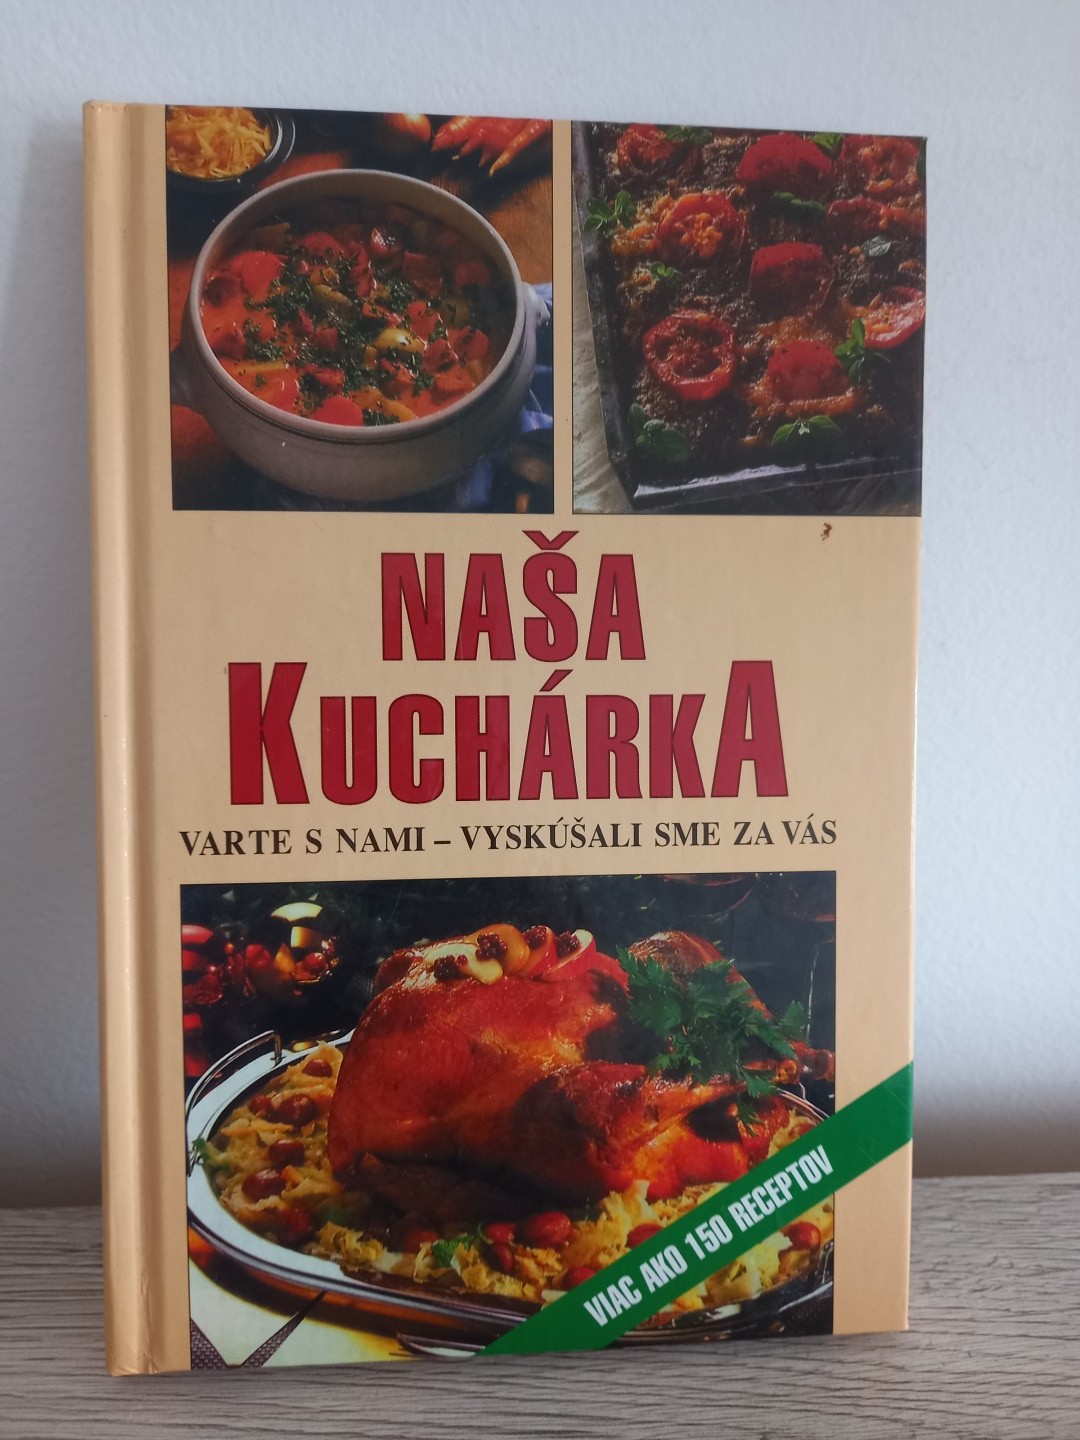 NAŠA
KUCHÁRKA
VARTE S NAMI – VYSKÚŠALI SME ZA VÁS
VIAC AKO 150 RECEPTOV